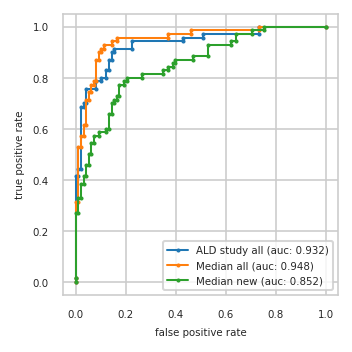 1.0
0.8
0.6
0.4
0.2
0.0
true positive rate
ALD study all (auc: 0.932)
Median all (auc: 0.948)
Median new (auc: 0.852)
0.0 0.2 0.4 0.6 0.8 1.0
false positive rate